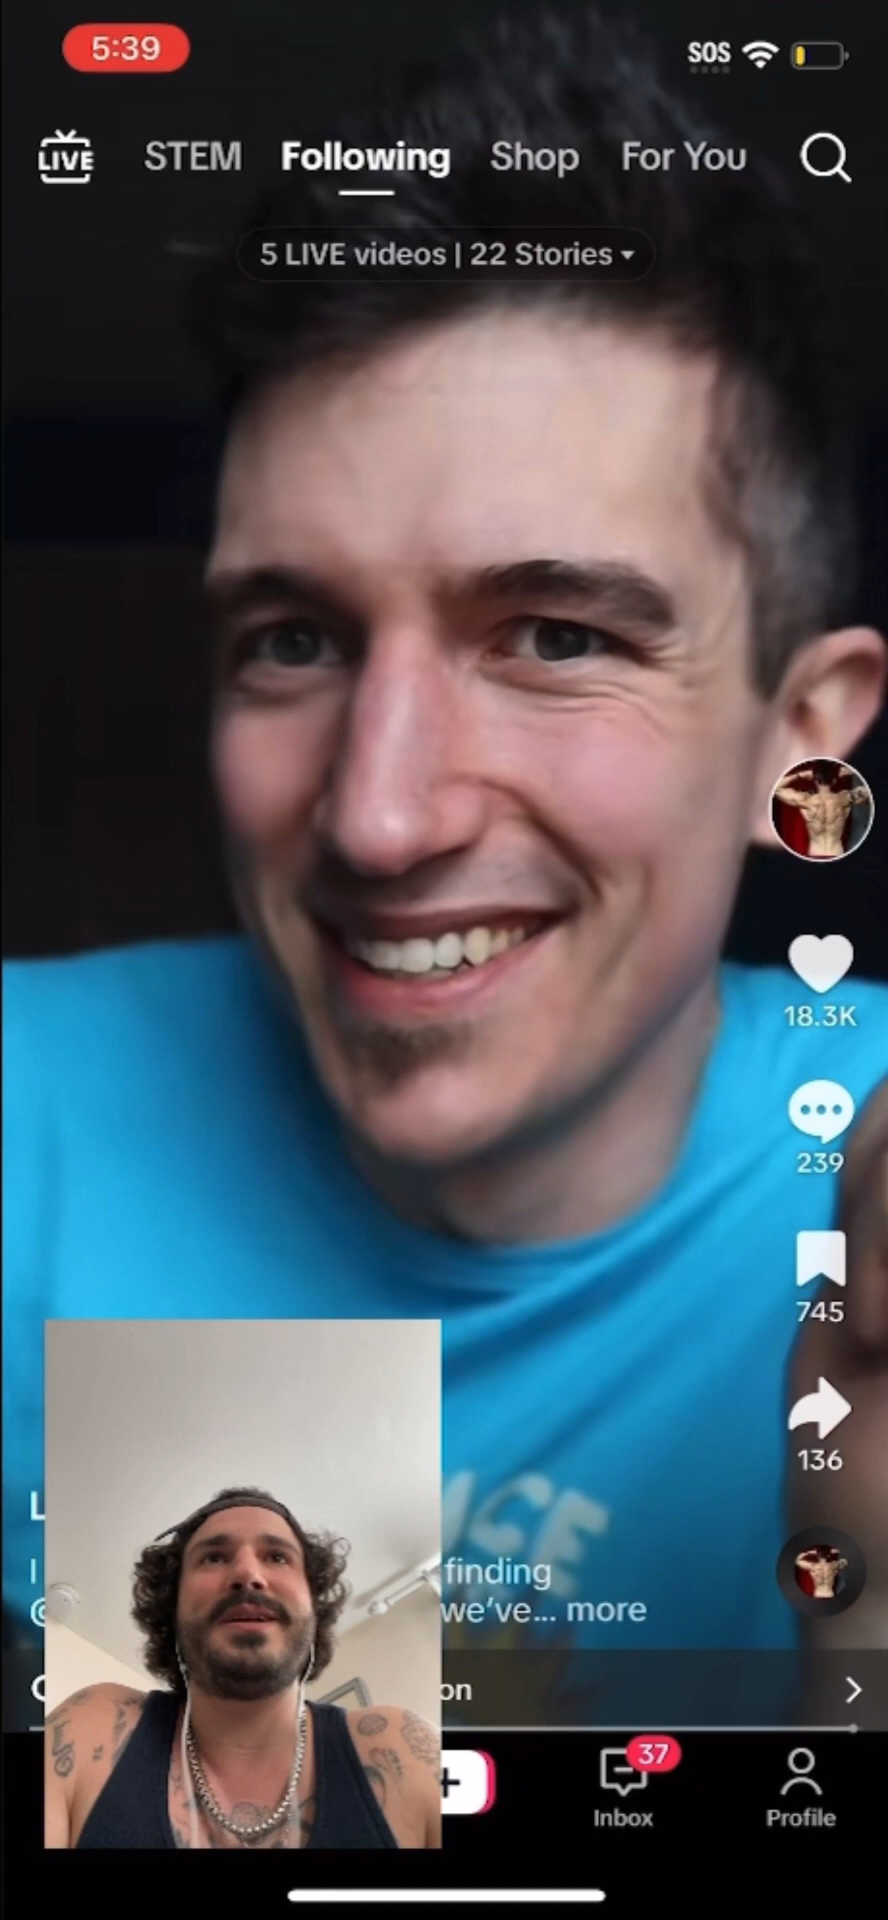 5:39
SOS
LIVE
STEM
Following
Shop
For You
5 LIVE videos | 22 Stories
18.3K
239
745
136
L
I
finding
@
we've... more
on
37
Inbox
Profile